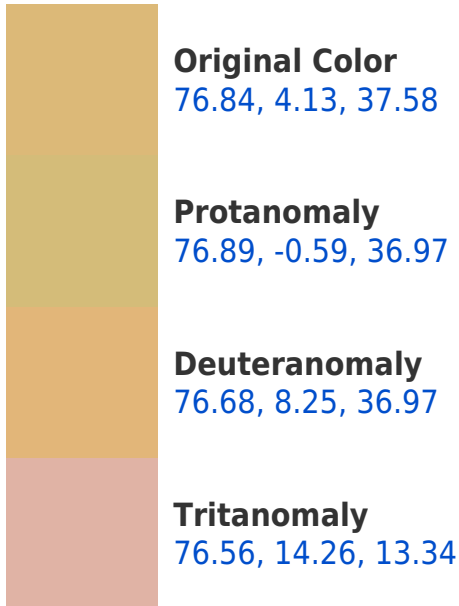 Original Color
76.84, 4.13, 37.58
Protanomaly
76.89, -0.59, 36.97
Deuteranomaly
76.68, 8.25, 36.97
Tritanomaly
76.56, 14.26, 13.34